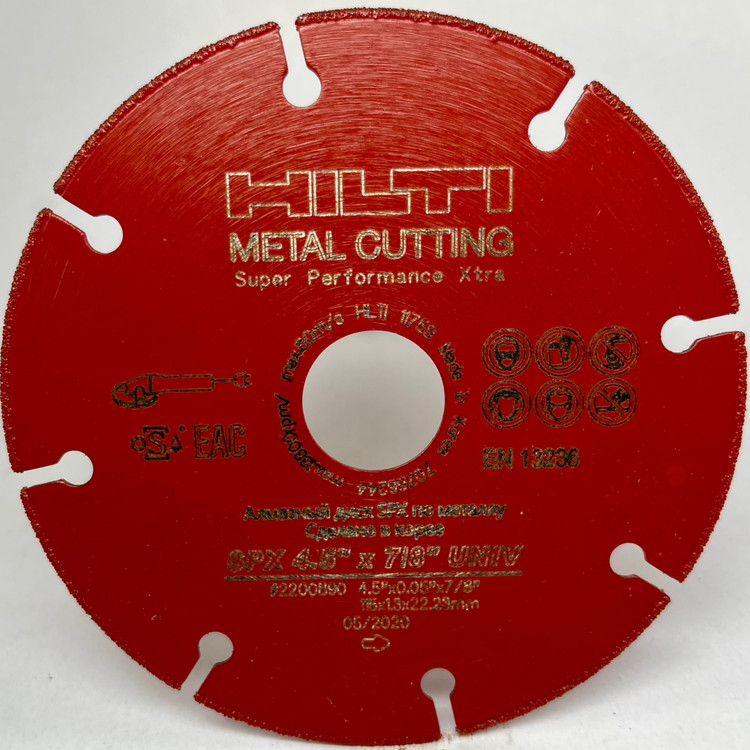 HILTI
METAL CUTTING
Super Performance Xtra
HLTI
EAC
EN 13236
Алмазный диск SPX по металлу
Сделано в корее
SPX 4.5" x 7/8" UNIV
#2200890 4.5"x0.05"x7/8"
115x1.3x22.23mm
05/2020